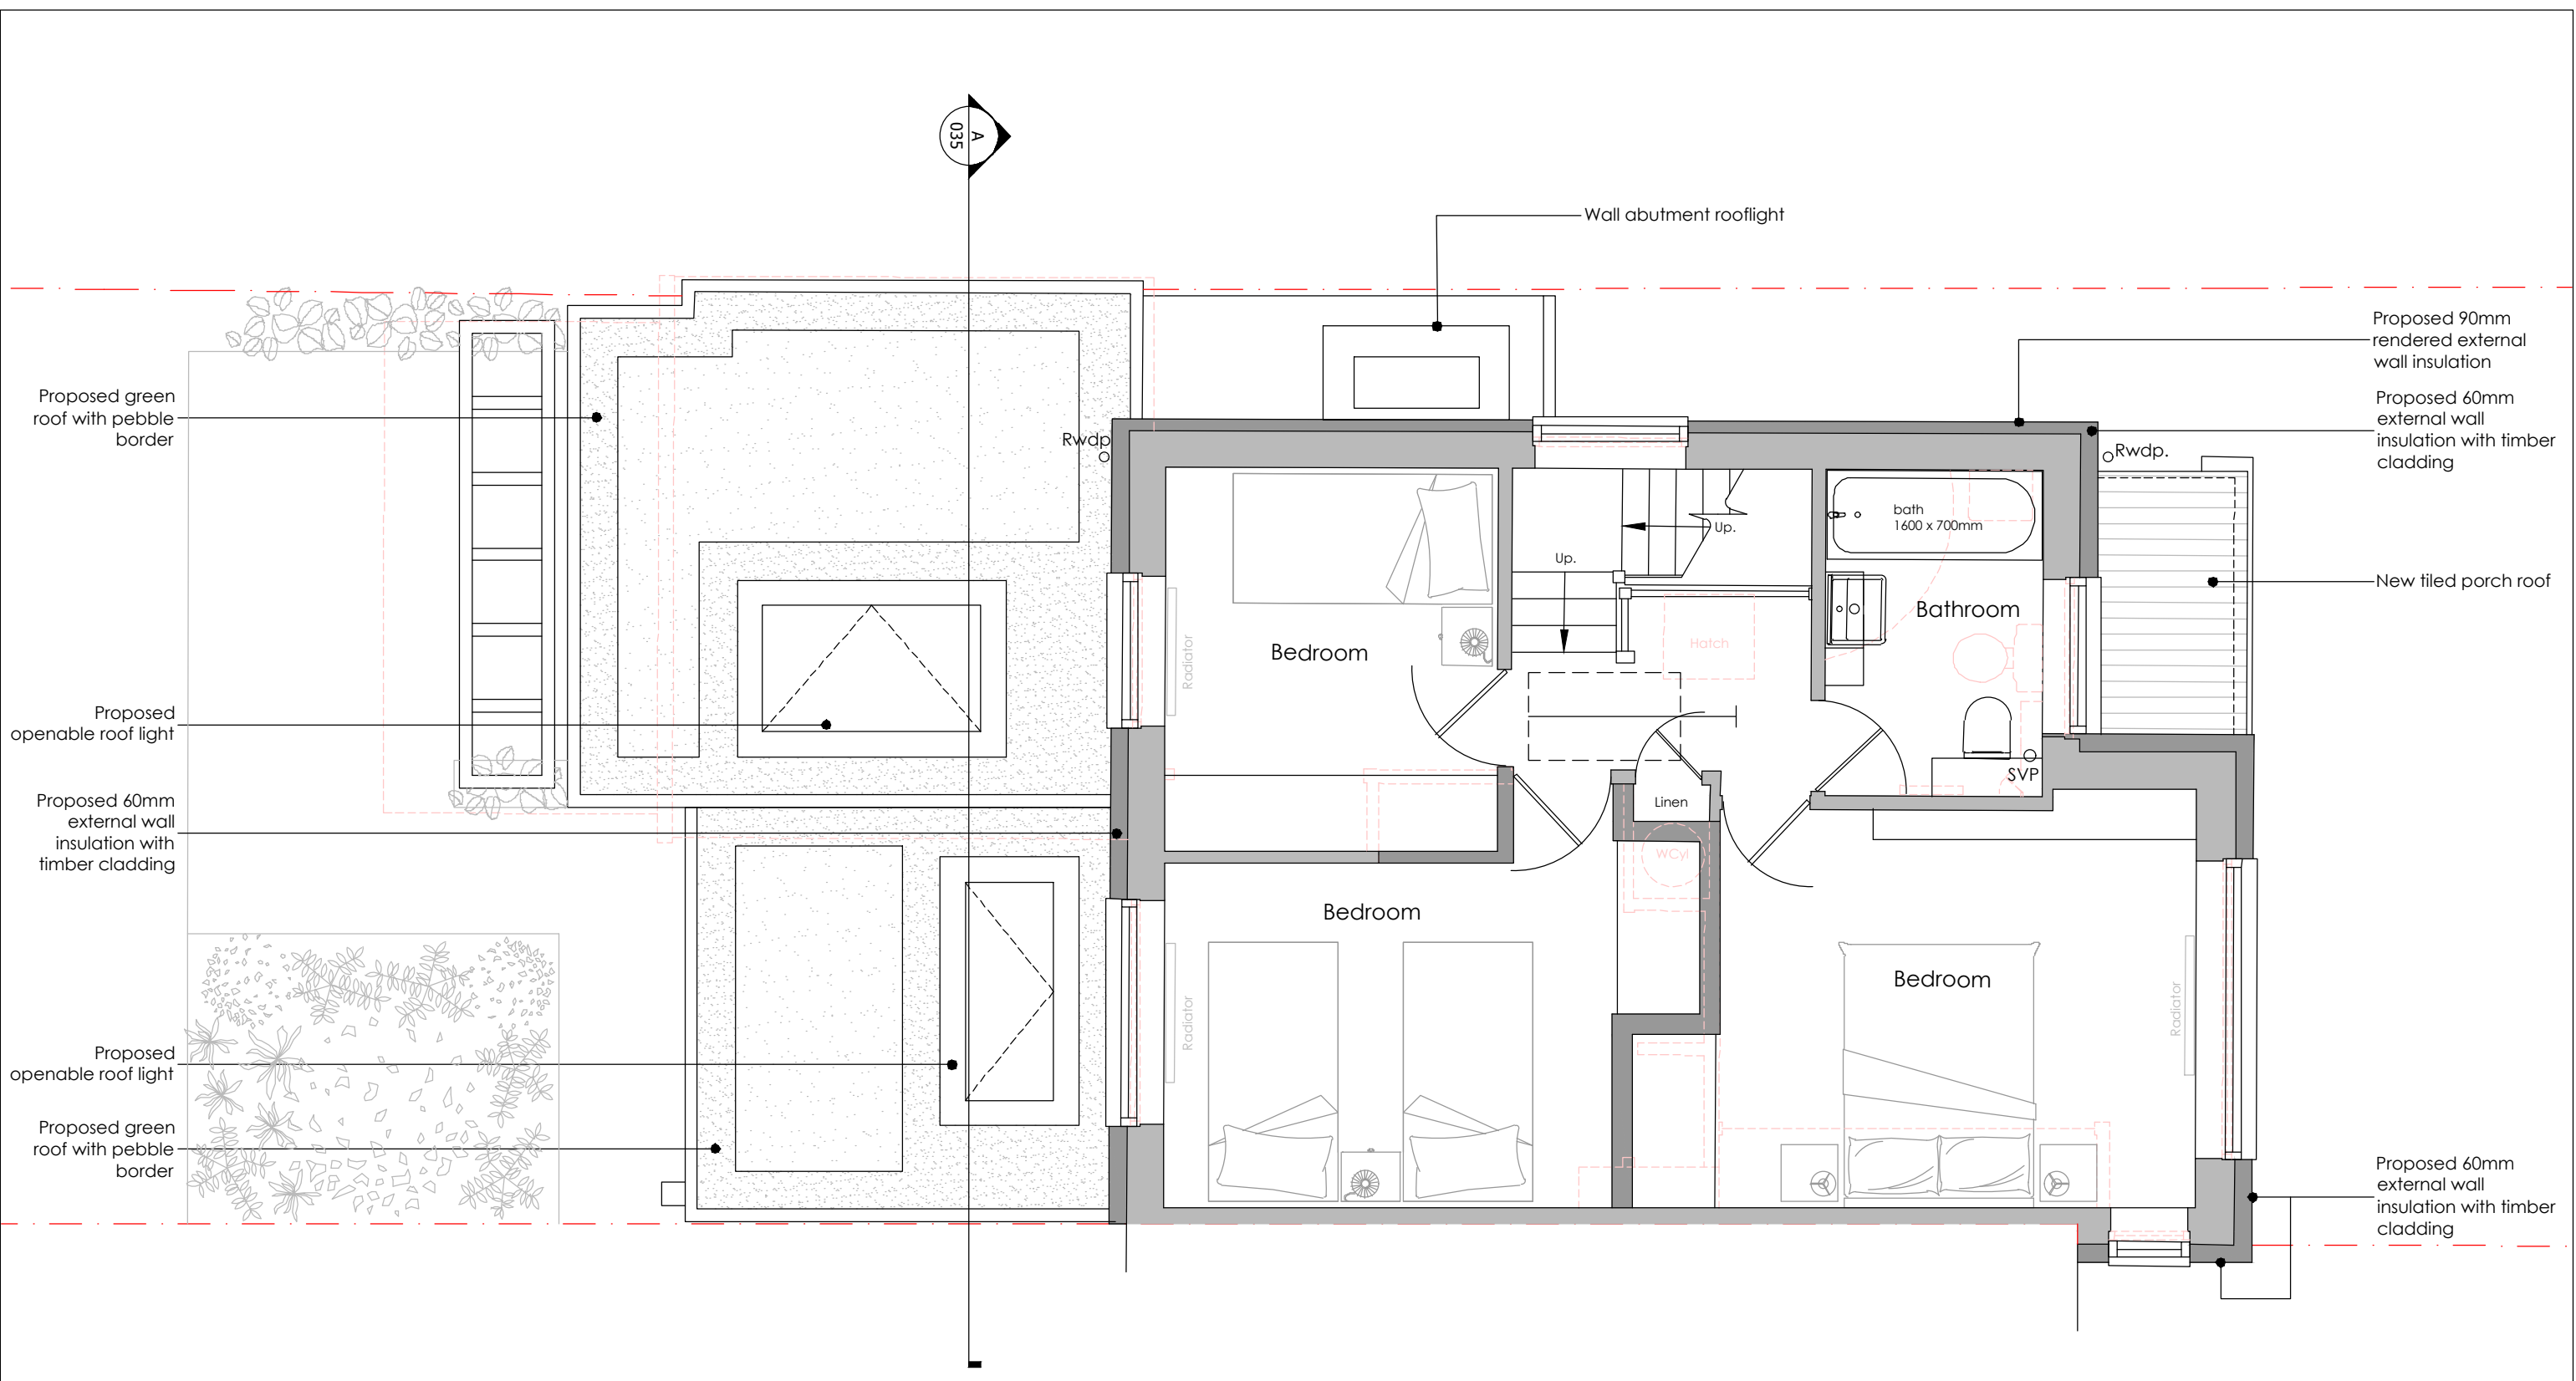 A
035
Wall abutment rooflight
Proposed 90mm
rendered external
wall insulation
Proposed 60mm
external wall
insulation with timber
cladding
Proposed green
roof with pebble
border
Rwdp
Rwdp.
bath
1600 x 700mm
Up.
Up.
New tiled porch roof
Bathroom
Hatch
Bedroom
Radiator
Proposed
openable roof light
SVP
Proposed 60mm
external wall
insulation with
timber cladding
Linen
WCyl
Bedroom
Bedroom
Radiator
Radiator
Proposed
openable roof light
Proposed green
roof with pebble
border
Proposed 60mm
external wall
insulation with timber
cladding